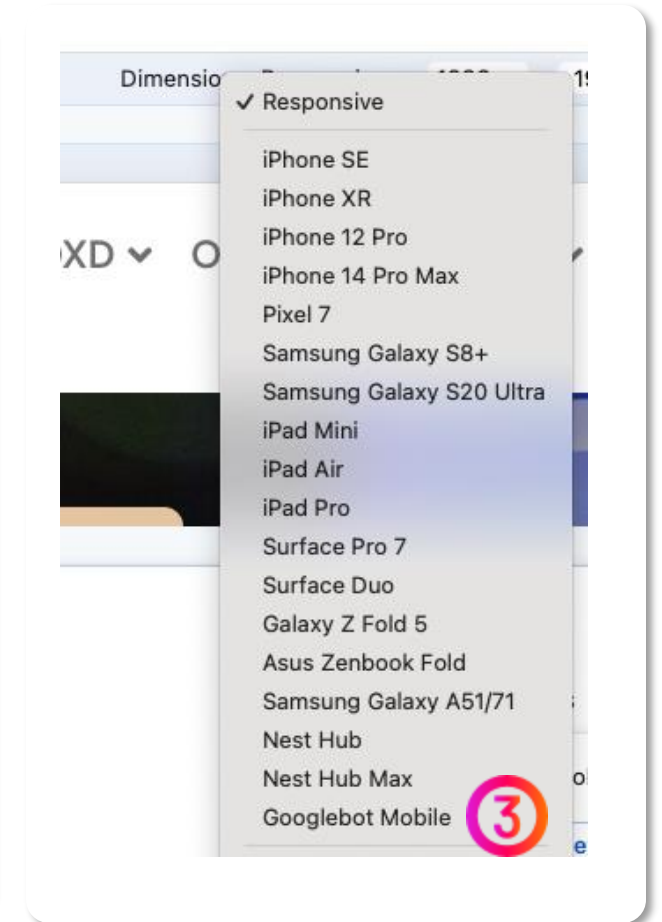 Dimensio
✓ Responsive
iPhone SE
XD O
iPhone XR
iPhone 12 Pro
iPhone 14 Pro Max
Pixel 7
Samsung Galaxy S8+
Samsung Galaxy S20 Ultra
iPad Mini
iPad Air
iPad Pro
Surface Pro 7
Surface Duo
Galaxy Z Fold 5
Asus Zenbook Fold
Samsung Galaxy A51/71
Nest Hub
Nest Hub Max
Googlebot Mobile 3